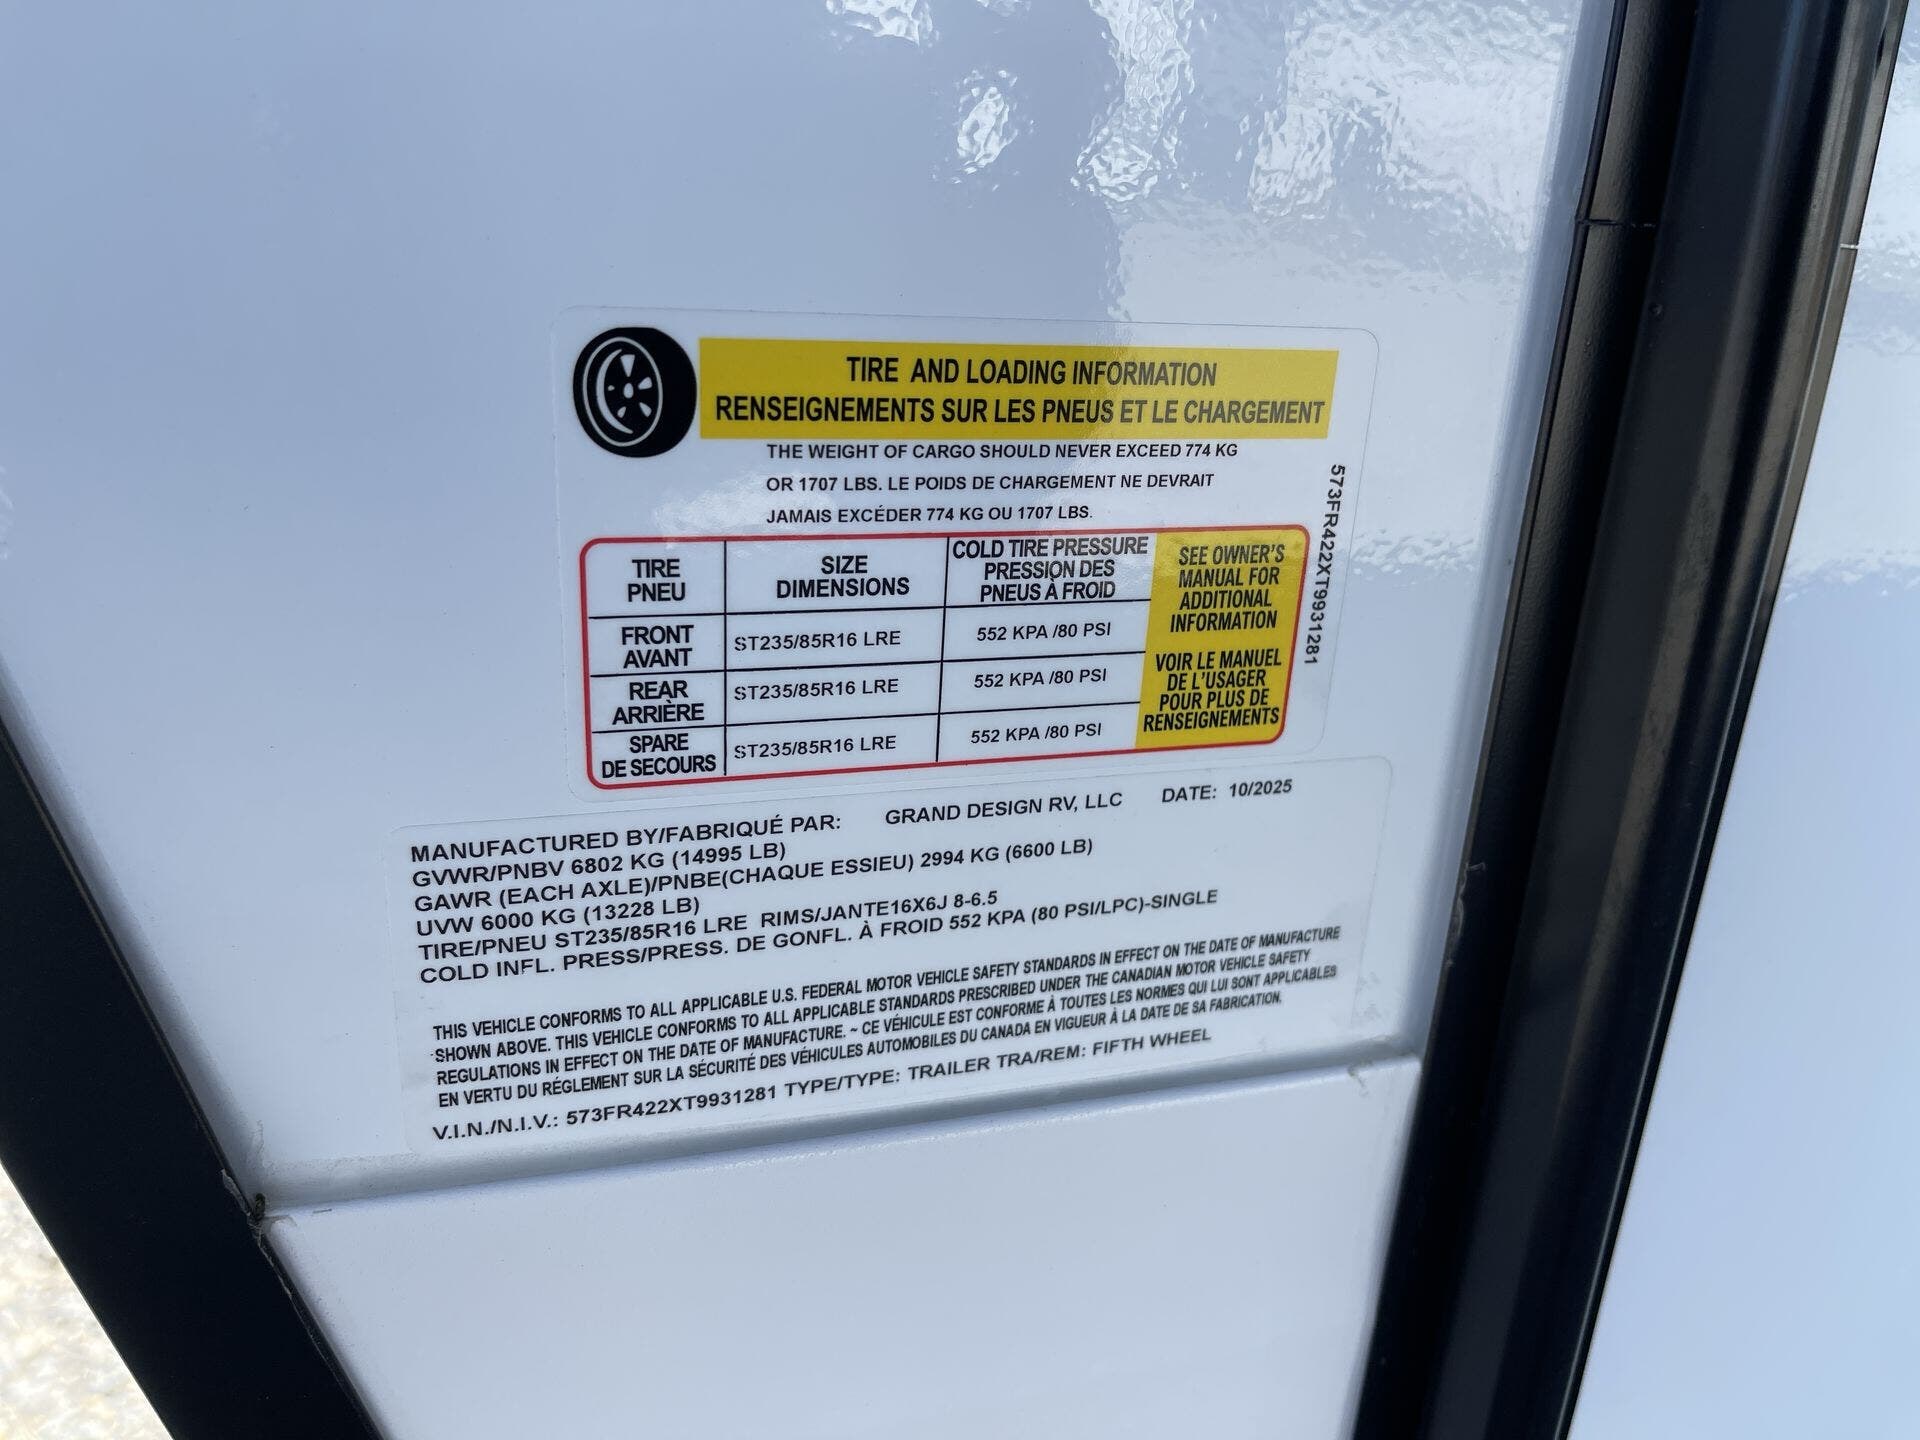 TIRE AND LOADING INFORMATION
RENSEIGNEMENTS SUR LES PNEUS ET LE CHARGEMENT
THE WEIGHT OF CARGO SHOULD NEVER EXCEED 774 KG
OR 1707 LBS. LE POIDS DE CHARGEMENT NE DEVRAIT
JAMAIS EXCÉDER 774 KG OU 1707 LBS.
573FR422XT9931281
TIRE
PNEU
SIZE
DIMENSIONS
COLD TIRE PRESSURE
PRESSION DES
PNEUS À FROID
SEE OWNER'S
MANUAL FOR
ADDITIONAL
INFORMATION
VOIR LE MANUEL
DE L'USAGER
POUR PLUS DE
RENSEIGNEMENTS
FRONT
AVANT
ST235/85R16 LRE
552 KPA /80 PSI
REAR
ARRIÈRE
ST235/85R16 LRE
552 KPA /80 PSI
SPARE
DE SECOURS
ST235/85R16 LRE
552 KPA /80 PSI
MANUFACTURED BY/FABRIQUÉ PAR: GRAND DESIGN RV, LLC DATE: 10/2025
GVWR/PNBV 6802 KG (14995 LB)
GAWR (EACH AXLE)/PNBE(CHAQUE ESSIEU) 2994 KG (6600 LB)
UVW 6000 KG (13228 LB)
TIRE/PNEU ST235/85R16 LRE RIMS/JANTE16X6J 8-6.5
COLD INFL. PRESS/PRESS. DE GONFL. À FROID 552 KPA (80 PSI/LPC)-SINGLE
THIS VEHICLE CONFORMS TO ALL APPLICABLE U.S. FEDERAL MOTOR VEHICLE SAFETY STANDARDS IN EFFECT ON THE DATE OF MANUFACTURE
SHOWN ABOVE. THIS VEHICLE CONFORMS TO ALL APPLICABLE STANDARDS PRESCRIBED UNDER THE CANADIAN MOTOR VEHICLE SAFETY
REGULATIONS IN EFFECT ON THE DATE OF MANUFACTURE. ~ CE VÉHICULE EST CONFORME À TOUTES LES NORMES QUI LUI SONT APPLICABLES
EN VERTU DU RÉGLEMENT SUR LA SÉCURITÉ DES VÉHICULES AUTOMOBILES DU CANADA EN VIGUEUR À LA DATE DE SA FABRICATION.
V.I.N./N.I.V.: 573FR422XT9931281 TYPE/TYPE: TRAILER TRA/REM: FIFTH WHEEL